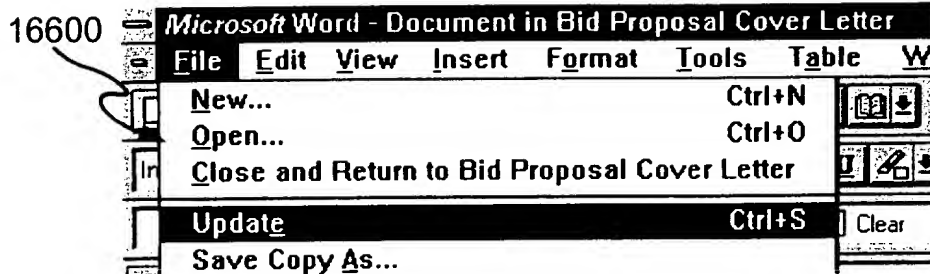 16600
Microsoft Word - Document in Bid Proposal Cover Letter
File Edit View Insert Format Tools Table W
New... Ctrl+N
Open... Ctrl+O
In
Close and Return to Bid Proposal Cover Letter
Update Ctrl+S Clear
Save Copy As...